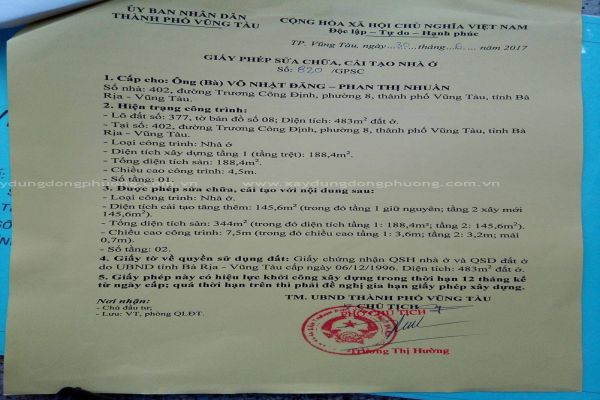 ỦY BAN NHÂN DÂN
THÀNH PHỐ VŨNG TÀU
CỘNG HÒA XÃ HỘI CHỦ NGHĨA VIỆT NAM
Độc lập – Tự do – Hạnh phúc
TP. Vũng Tàu, ngày 30 tháng 6 năm 2017
GIẤY PHÉP SỬA CHỮA, CẢI TẠO NHÀ Ở
Số: 820 /GPSC
1. Cấp cho: Ông (Bà) VÕ NHẬT ĐĂNG – PHAN THỊ NHUẦN
Số nhà: 402, đường Trương Công Định, phường 8, thành phố Vũng Tàu, tỉnh Bà
Rịa - Vũng Tàu.
2. Hiện trạng công trình:
- Lô đất số: 377, tờ bản đồ số 08; Diện tích: 483m² đất ở.
- Tại số: 402, đường Trương Công Định, phường 8, thành phố Vũng Tàu, tỉnh Bà
Rịa - Vũng Tàu.
- Loại công trình: Nhà ở
- Diện tích xây dựng tầng 1 (tầng trệt): 188,4m².
- Tổng diện tích sàn: 188,4m².
- Chiều cao công trình: 4,5m.
- Số tầng: 01.
aydungdongphuong.com.vn www.xaydungdongphuong.com.vn
3. Được phép sửa chữa, cải tạo với nội dung sau:
- Loại công trình: Nhà ở.
- Diện tích cải tạo tăng thêm: 145,6m² (trong đó tầng 1 giữ nguyên; tầng 2 xây mới
145,6m²).
- Tổng diện tích sàn: 344m² (trong đó diện tích tầng 1: 188,4m²; tầng 2: 145,6m²).
- Chiều cao công trình: 7,5m (trong đó chiều cao tầng 1: 3,6m; tầng 2: 3,2m; mái
0,7m).
- Số tầng: 02.
4. Giấy tờ về quyền sử dụng đất: Giấy chứng nhận QSH nhà ở và QSD đất ở
do UBND tỉnh Bà Rịa - Vũng Tàu cấp ngày 06/12/1996. Diện tích: 483m² đất ở.
5. Giấy phép này có hiệu lực khởi công xây dựng trong thời hạn 12 tháng kể
từ ngày cấp; quá thời hạn trên thì phải đề nghị gia hạn giấy phép xây dựng.
Nơi nhận:
- Chủ đầu tư;
- Lưu: VT, phòng QLĐT.
TM. UBND THÀNH PHỐ VŨNG TÀU
CHỦ TỊCH
PHÓ CHỦ TỊCH
Trương Thị Hường